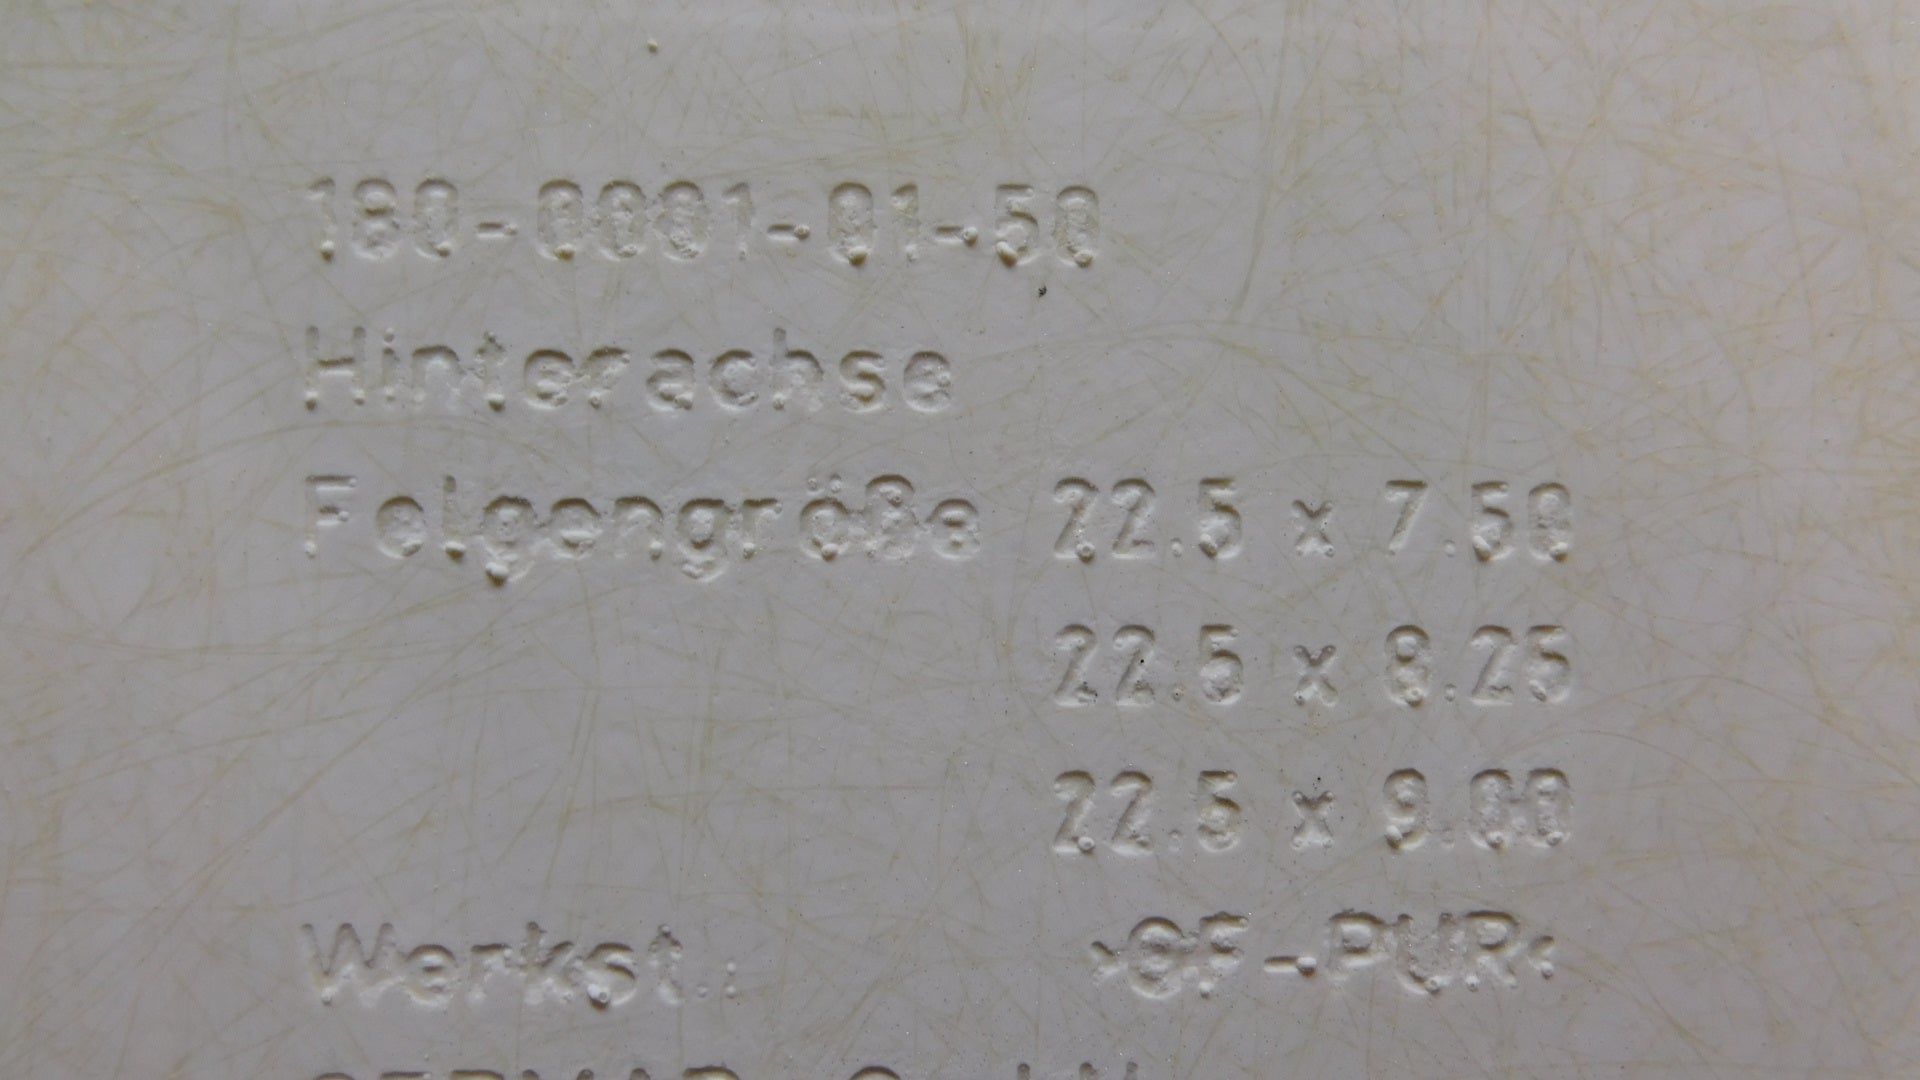 180-0001-01-50
Hinterachse
Felgengröße 22.5 x 7.50
22.5 x 8.25
22.5 x 9.00
Werkst.: >GF-PUR<